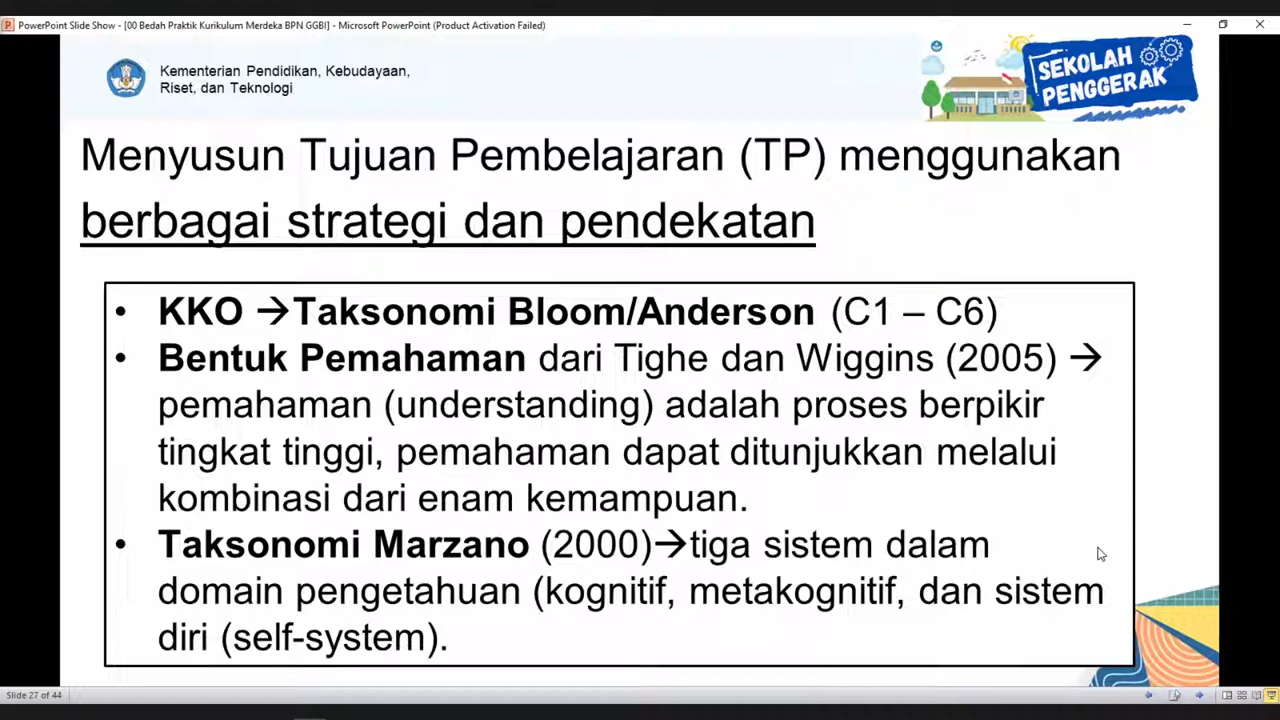 PowerPoint Slide Show - [00 Bedah Praktik Kurikulum Merdeka BPN GGBI] - Microsoft PowerPoint (Product Activation Failed)
Kementerian Pendidikan, Kebudayaan,
Riset, dan Teknologi
SEKOLAH
PENGGERAK
Menyusun Tujuan Pembelajaran (TP) menggunakan
berbagai strategi dan pendekatan
• KKO →Taksonomi Bloom/Anderson (C1 – C6)
• Bentuk Pemahaman dari Tighe dan Wiggins (2005) →
pemahaman (understanding) adalah proses berpikir
tingkat tinggi, pemahaman dapat ditunjukkan melalui
kombinasi dari enam kemampuan.
• Taksonomi Marzano (2000)→tiga sistem dalam
domain pengetahuan (kognitif, metakognitif, dan sistem
diri (self-system).
Slide 27 of 44